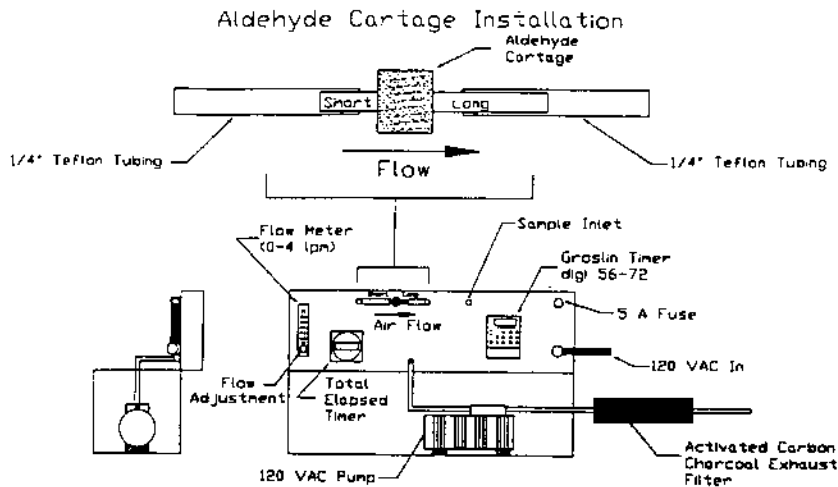 Aldehyde Cartage Installation
Aldehyde
Cartage
Short
Long
1/4" Teflon Tubing
1/4" Teflon Tubing
Flow
Flow Meter
(0-4 lpm)
Sample Inlet
Graslin Timer
digi 56-72
Short
Long
Air Flow
5 A Fuse
120 VAC In
Flow
Adjustment
Total
Elapsed
Timer
120 VAC Pump
Activated Carbon
Charcoal Exhaust
Filter